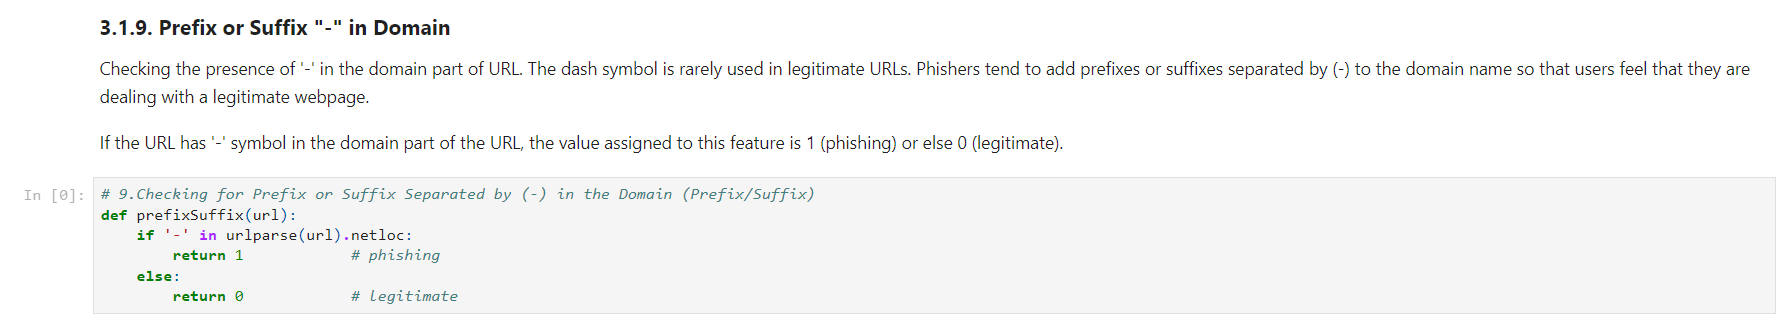 3.1.9. Prefix or Suffix "-" in Domain
Checking the presence of '-' in the domain part of URL. The dash symbol is rarely used in legitimate URLs. Phishers tend to add prefixes or suffixes separated by (-) to the domain name so that users feel that they are
dealing with a legitimate webpage.
If the URL has '-' symbol in the domain part of the URL, the value assigned to this feature is 1 (phishing) or else 0 (legitimate).
In [0]: # 9.Checking for Prefix or Suffix Separated by (-) in the Domain (Prefix/Suffix)
def prefixSuffix(url):
    if '-' in urlparse(url).netloc:
        return 1            # phishing
    else:
        return 0            # legitimate